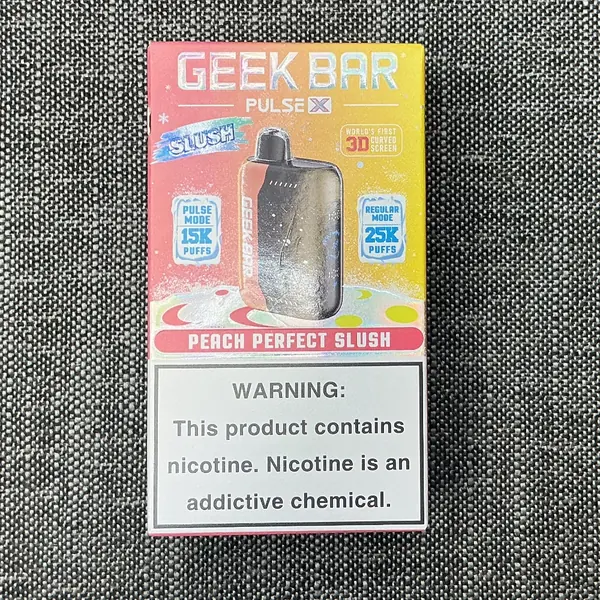 GEEK BAR
PULSE X
SLUSH
WORLD'S FIRST
3D CURVED
SCREEN
PULSE
MODE
15K
PUFFS
REGULAR
MODE
25K
PUFFS
GEEK BAR
PEACH PERFECT SLUSH
WARNING:
This product contains
nicotine. Nicotine is an
addictive chemical.